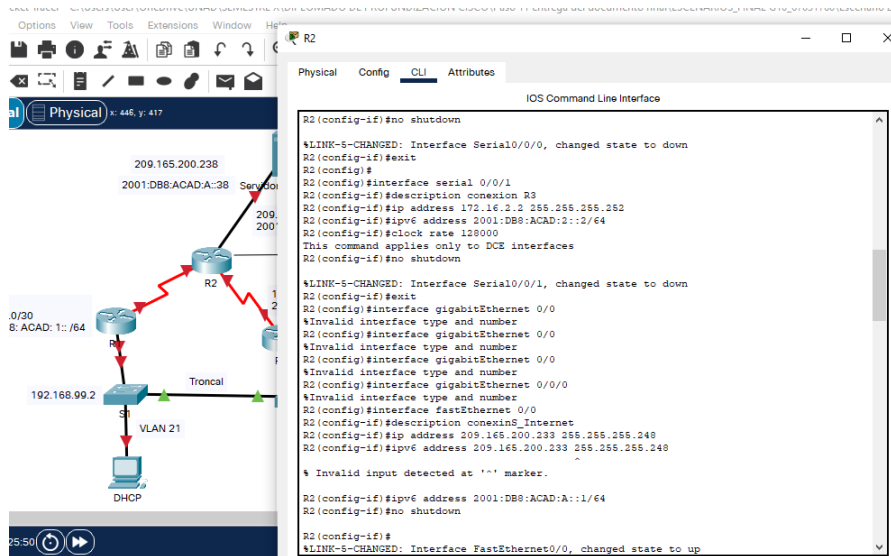 Options View Tools Extensions Window Help
Physical x: 446, y: 417
209.165.200.238
2001:DB8:ACAD:A::38
209.
R2
.0/30
8: ACAD: 1:: /64
192.168.99.2
Troncal
S1
VLAN 21
DHCP
25:50
R2
Physical Config CLI Attributes
IOS Command Line Interface
R2(config-if)#no shutdown
%LINK-5-CHANGED: Interface Serial0/0/0, changed state to down
R2(config-if)#exit
R2(config)#
R2(config)#interface serial 0/0/1
R2(config-if)#description conexion R3
R2(config-if)#ip address 172.16.2.2 255.255.255.252
R2(config-if)#ipv6 address 2001:DB8:ACAD:2::2/64
R2(config-if)#clock rate 128000
This command applies only to DCE interfaces
R2(config-if)#no shutdown
%LINK-5-CHANGED: Interface Serial0/0/1, changed state to down
R2(config-if)#exit
R2(config)#interface gigabitEthernet 0/0
%Invalid interface type and number
R2(config)#interface gigabitEthernet 0/0
%Invalid interface type and number
R2(config)#interface gigabitEthernet 0/0
%Invalid interface type and number
R2(config)#interface gigabitEthernet 0/0/0
%Invalid interface type and number
R2(config)#interface fastEthernet 0/0
R2(config-if)#description conexinS_Internet
R2(config-if)#ip address 209.165.200.233 255.255.255.248
R2(config-if)#ipv6 address 209.165.200.233 255.255.255.248
^
% Invalid input detected at '^' marker.
R2(config-if)#ipv6 address 2001:DB8:ACAD:A::1/64
R2(config-if)#no shutdown
R2(config-if)#
%LINK-5-CHANGED: Interface FastEthernet0/0, changed state to up